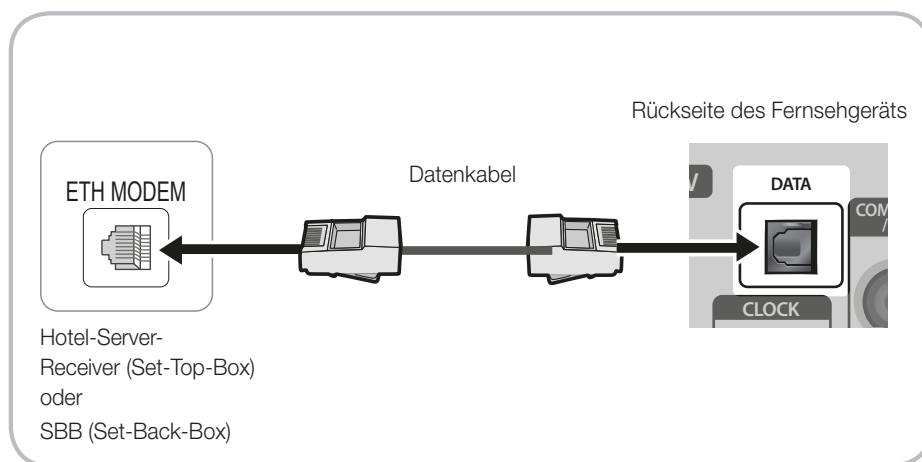 Rückseite des Fernsehgeräts
ETH MODEM
Datenkabel
DATA
CLOCK
Hotel-Server-
Receiver (Set-Top-Box)
oder
SBB (Set-Back-Box)